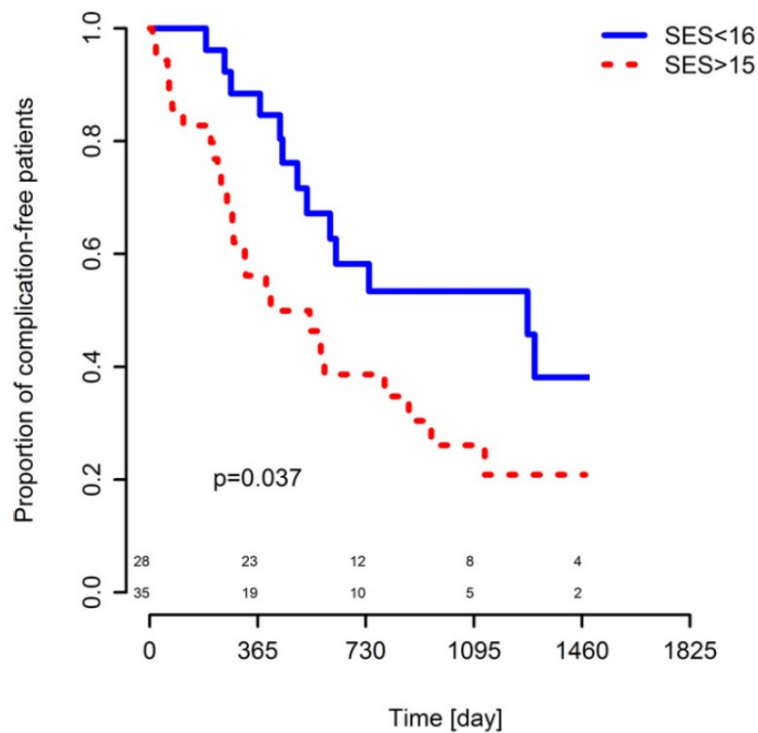 SES<16
SES>15
Proportion of complication-free patients
1.0
0.8
0.6
0.4
0.2
0.0
p=0.037
28 23 12 8 4
35 19 10 5 2
0 365 730 1095 1460 1825
Time [day]